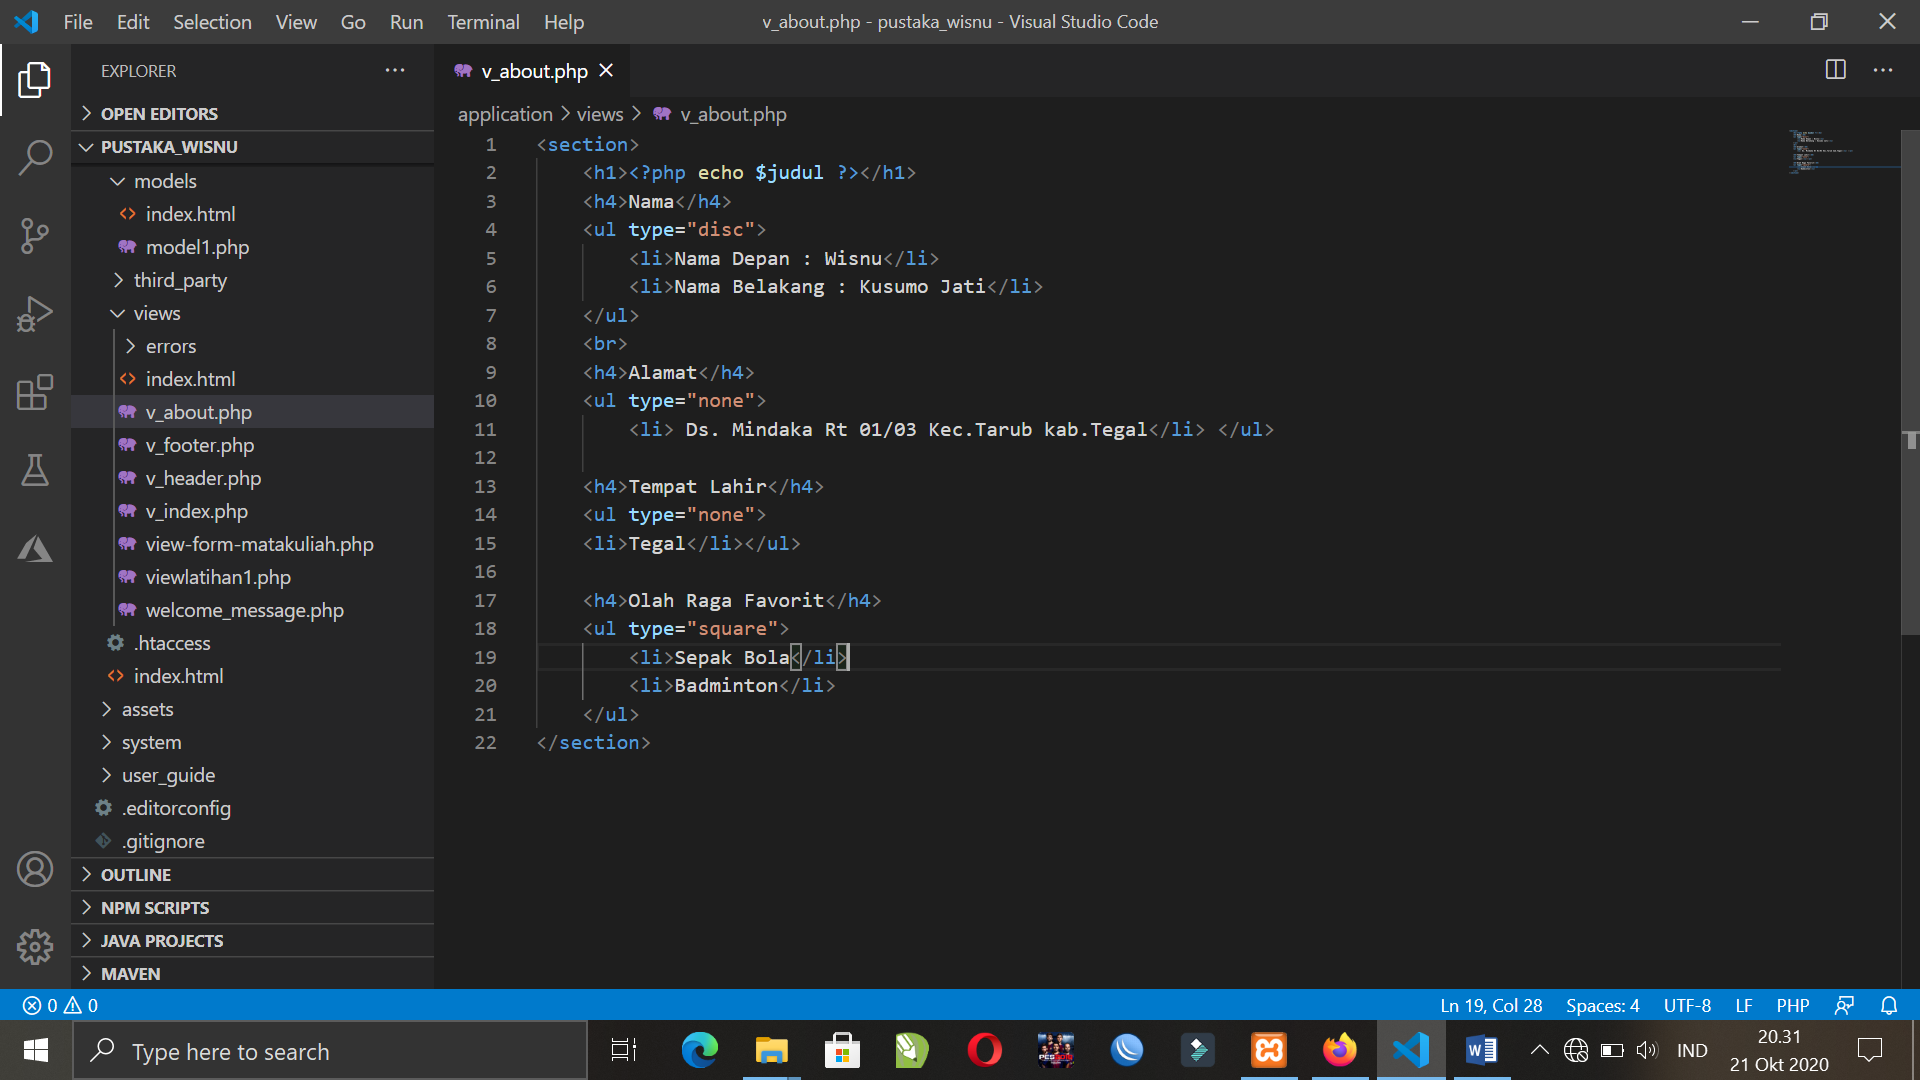 File Edit Selection View Go Run Terminal Help v_about.php - pustaka_wisnu - Visual Studio Code
EXPLORER ···
OPEN EDITORS
PUSTAKA_WISNU
models
index.html
model1.php
third_party
views
errors
index.html
v_about.php
v_footer.php
v_header.php
v_index.php
view-form-matakuliah.php
viewlatihan1.php
welcome_message.php
.htaccess
index.html
assets
system
user_guide
.editorconfig
.gitignore
OUTLINE
NPM SCRIPTS
JAVA PROJECTS
MAVEN
v_about.php
application > views > v_about.php
1 <section>
2 <h1><?php echo $judul ?></h1>
3 <h4>Nama</h4>
4 <ul type="disc">
5 <li>Nama Depan : Wisnu</li>
6 <li>Nama Belakang : Kusumo Jati</li>
7 </ul>
8 <br>
9 <h4>Alamat</h4>
10 <ul type="none">
11 <li> Ds. Mindaka Rt 01/03 Kec.Tarub kab.Tegal</li> </ul>
12
13 <h4>Tempat Lahir</h4>
14 <ul type="none">
15 <li>Tegal</li></ul>
16
17 <h4>Olah Raga Favorit</h4>
18 <ul type="square">
19 <li>Sepak Bola</li>
20 <li>Badminton</li>
21 </ul>
22 </section>
0 0 Ln 19, Col 28 Spaces: 4 UTF-8 LF PHP
Type here to search
IND
20.31
21 Okt 2020